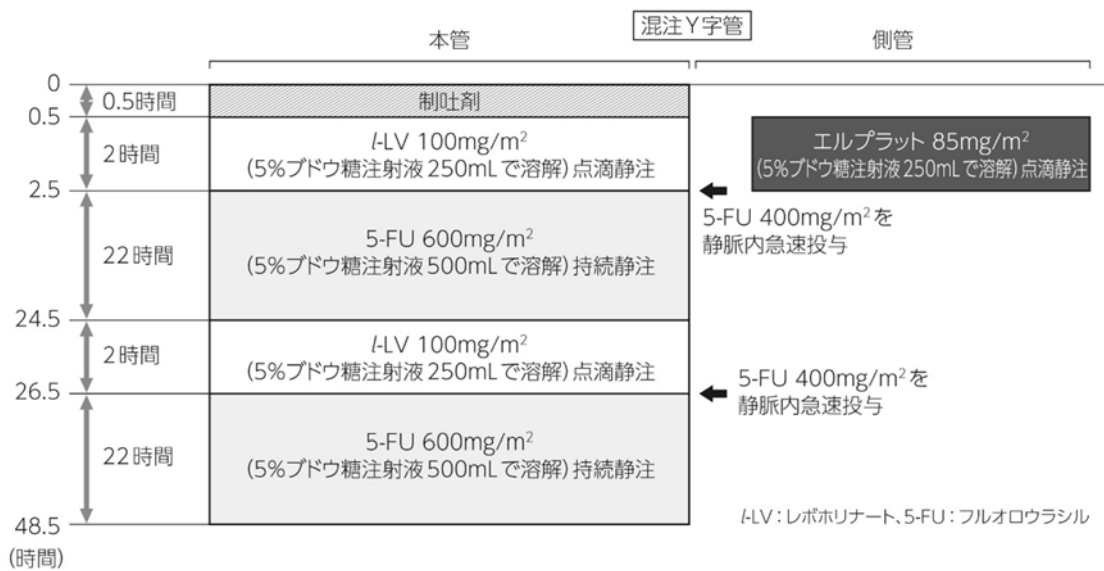 混注Y字管
本管
側管
0
0.5時間
制吐剤
0.5
2時間
l-LV 100mg/m²
(5%ブドウ糖注射液250mLで溶解)点滴静注
エルプラット 85mg/m²
(5%ブドウ糖注射液250mLで溶解)点滴静注
2.5
5-FU 400mg/m²を
静脈内急速投与
22時間
5-FU 600mg/m²
(5%ブドウ糖注射液500mLで溶解)持続静注
24.5
2時間
l-LV 100mg/m²
(5%ブドウ糖注射液250mLで溶解)点滴静注
26.5
5-FU 400mg/m²を
静脈内急速投与
22時間
5-FU 600mg/m²
(5%ブドウ糖注射液500mLで溶解)持続静注
48.5
(時間)
l-LV:レボホリナート、5-FU:フルオロウラシル